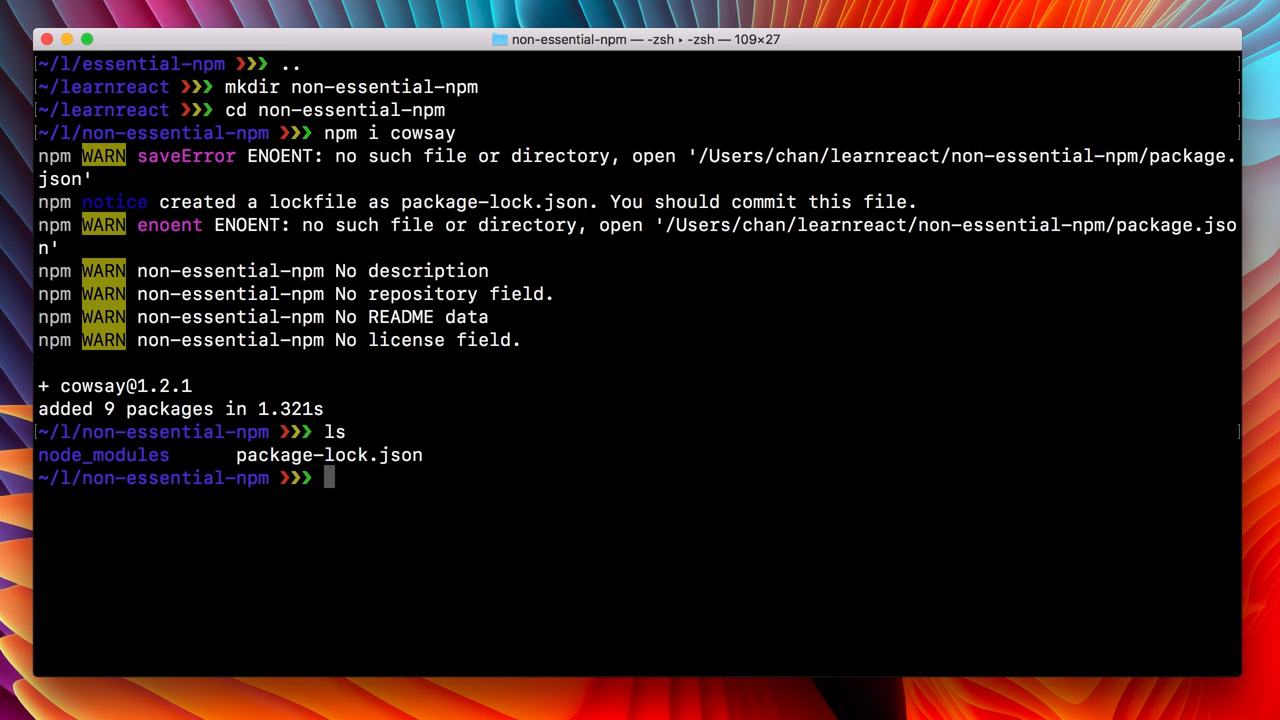 non-essential-npm — -zsh ▸ -zsh — 109×27
~/l/essential-npm ❯❯❯ ..
~/learnreact ❯❯❯ mkdir non-essential-npm
~/learnreact ❯❯❯ cd non-essential-npm
~/l/non-essential-npm ❯❯❯ npm i cowsay
npm WARN saveError ENOENT: no such file or directory, open '/Users/chan/learnreact/non-essential-npm/package.
json'
npm notice created a lockfile as package-lock.json. You should commit this file.
npm WARN enoent ENOENT: no such file or directory, open '/Users/chan/learnreact/non-essential-npm/package.jso
n'
npm WARN non-essential-npm No description
npm WARN non-essential-npm No repository field.
npm WARN non-essential-npm No README data
npm WARN non-essential-npm No license field.
+ cowsay@1.2.1
added 9 packages in 1.321s
~/l/non-essential-npm ❯❯❯ ls
node_modules package-lock.json
~/l/non-essential-npm ❯❯❯